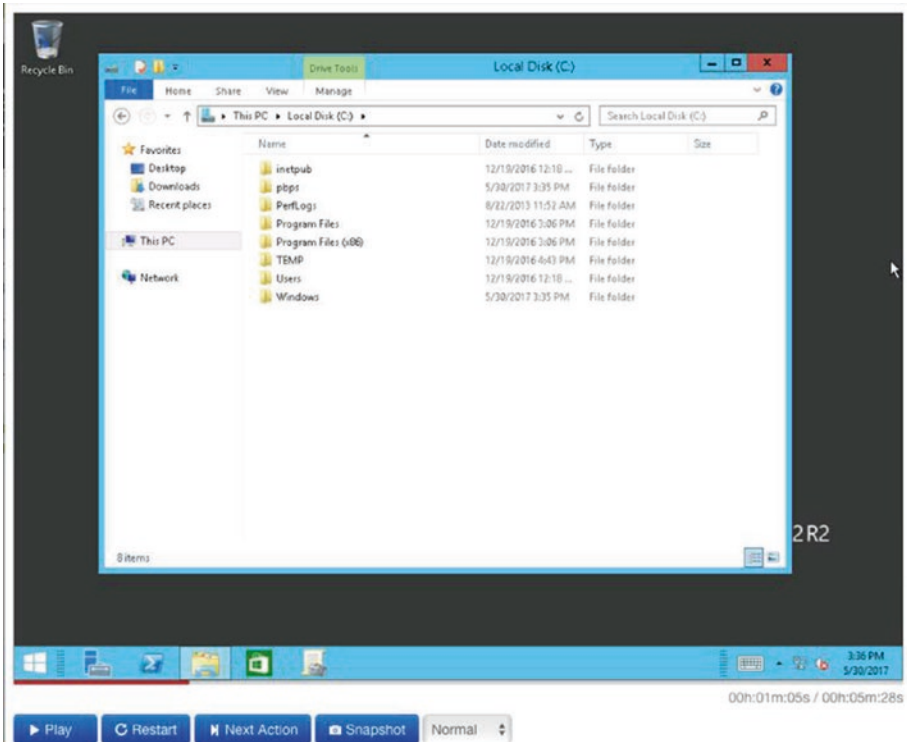 Recycle Bin
Drive Tools
Local Disk (C:)
File Home Share View Manage
This PC ▸ Local Disk (C:) ▸
Search Local Disk (C:)
Name Date modified Type Size
Favorites
Desktop
Downloads
Recent places
This PC
Network
inetpub 12/19/2016 12:18 ... File folder
pbps 5/30/2017 3:35 PM File folder
PerfLogs 8/22/2013 11:52 AM File folder
Program Files 12/19/2016 3:06 PM File folder
Program Files (x86) 12/19/2016 3:06 PM File folder
TEMP 12/19/2016 4:43 PM File folder
Users 12/19/2016 12:18 ... File folder
Windows 5/30/2017 3:35 PM File folder
2 R2
8 items
3:36 PM
5/30/2017
00h:01m:05s / 00h:05m:28s
Play Restart Next Action Snapshot Normal